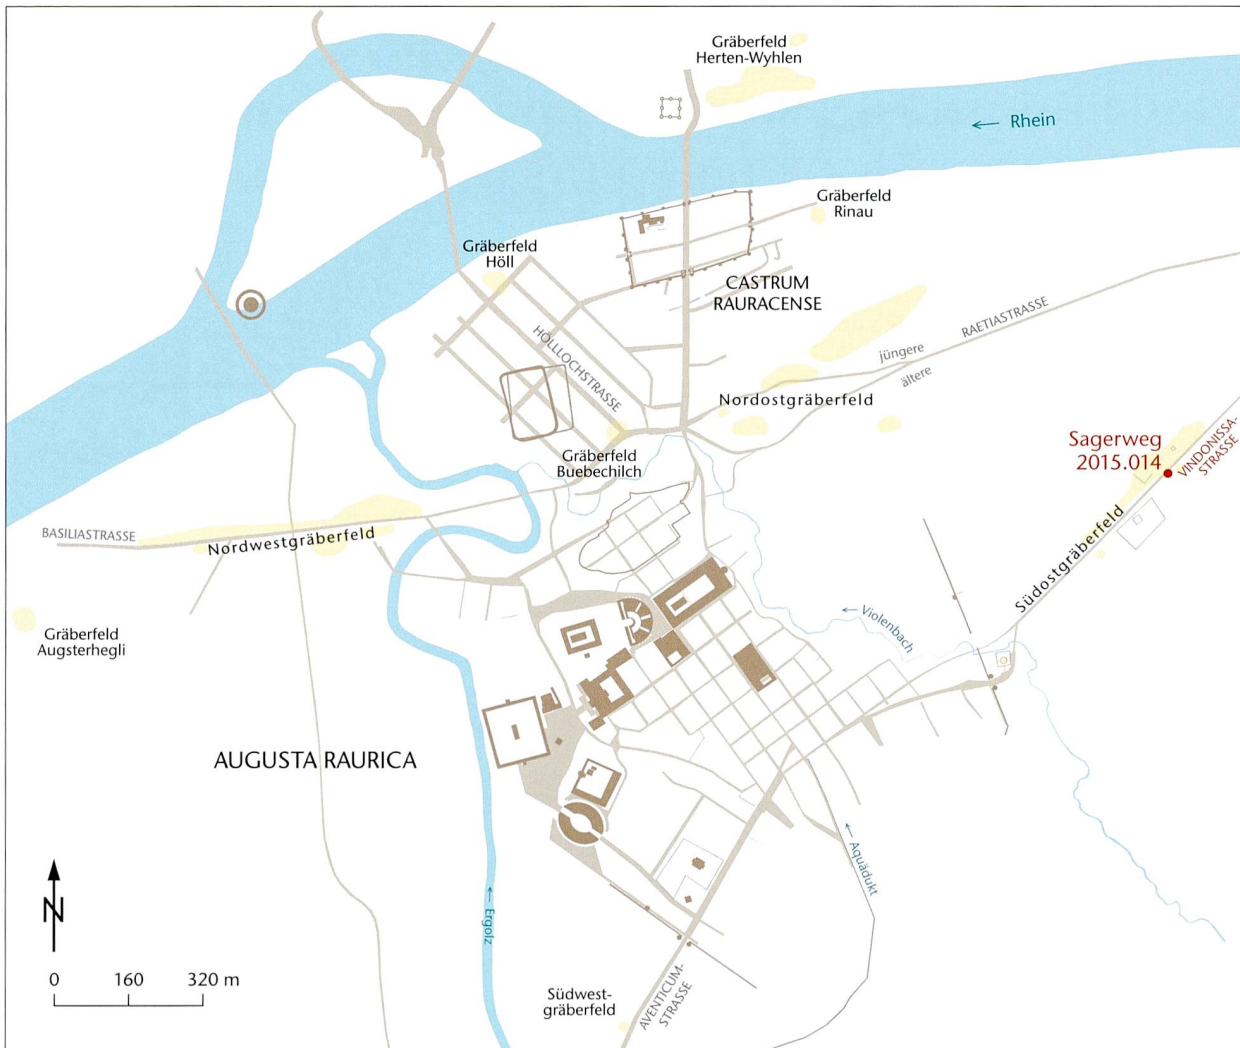 Gräberfeld
Herten-Wyhlen
← Rhein
Gräberfeld
Rinau
Gräberfeld
Höll
CASTRUM
RAURACENSE
HÖLLLOCHSTRASSE
RAETIASTRASSE
jüngere
ältere
Nordostgräberfeld
Sagerweg
2015.014
VINDONISSA-
STRASSE
Gräberfeld
Buebechilch
BASILIASTRASSE
Nordwestgräberfeld
Südostgräberfeld
Gräberfeld
Augsterhegli
← Violenbach
AUGUSTA RAURICA
← Aquädukt
← Ergolz
N
0 160 320 m
Südwest-
gräberfeld
AVENTICUM-
STRASSE